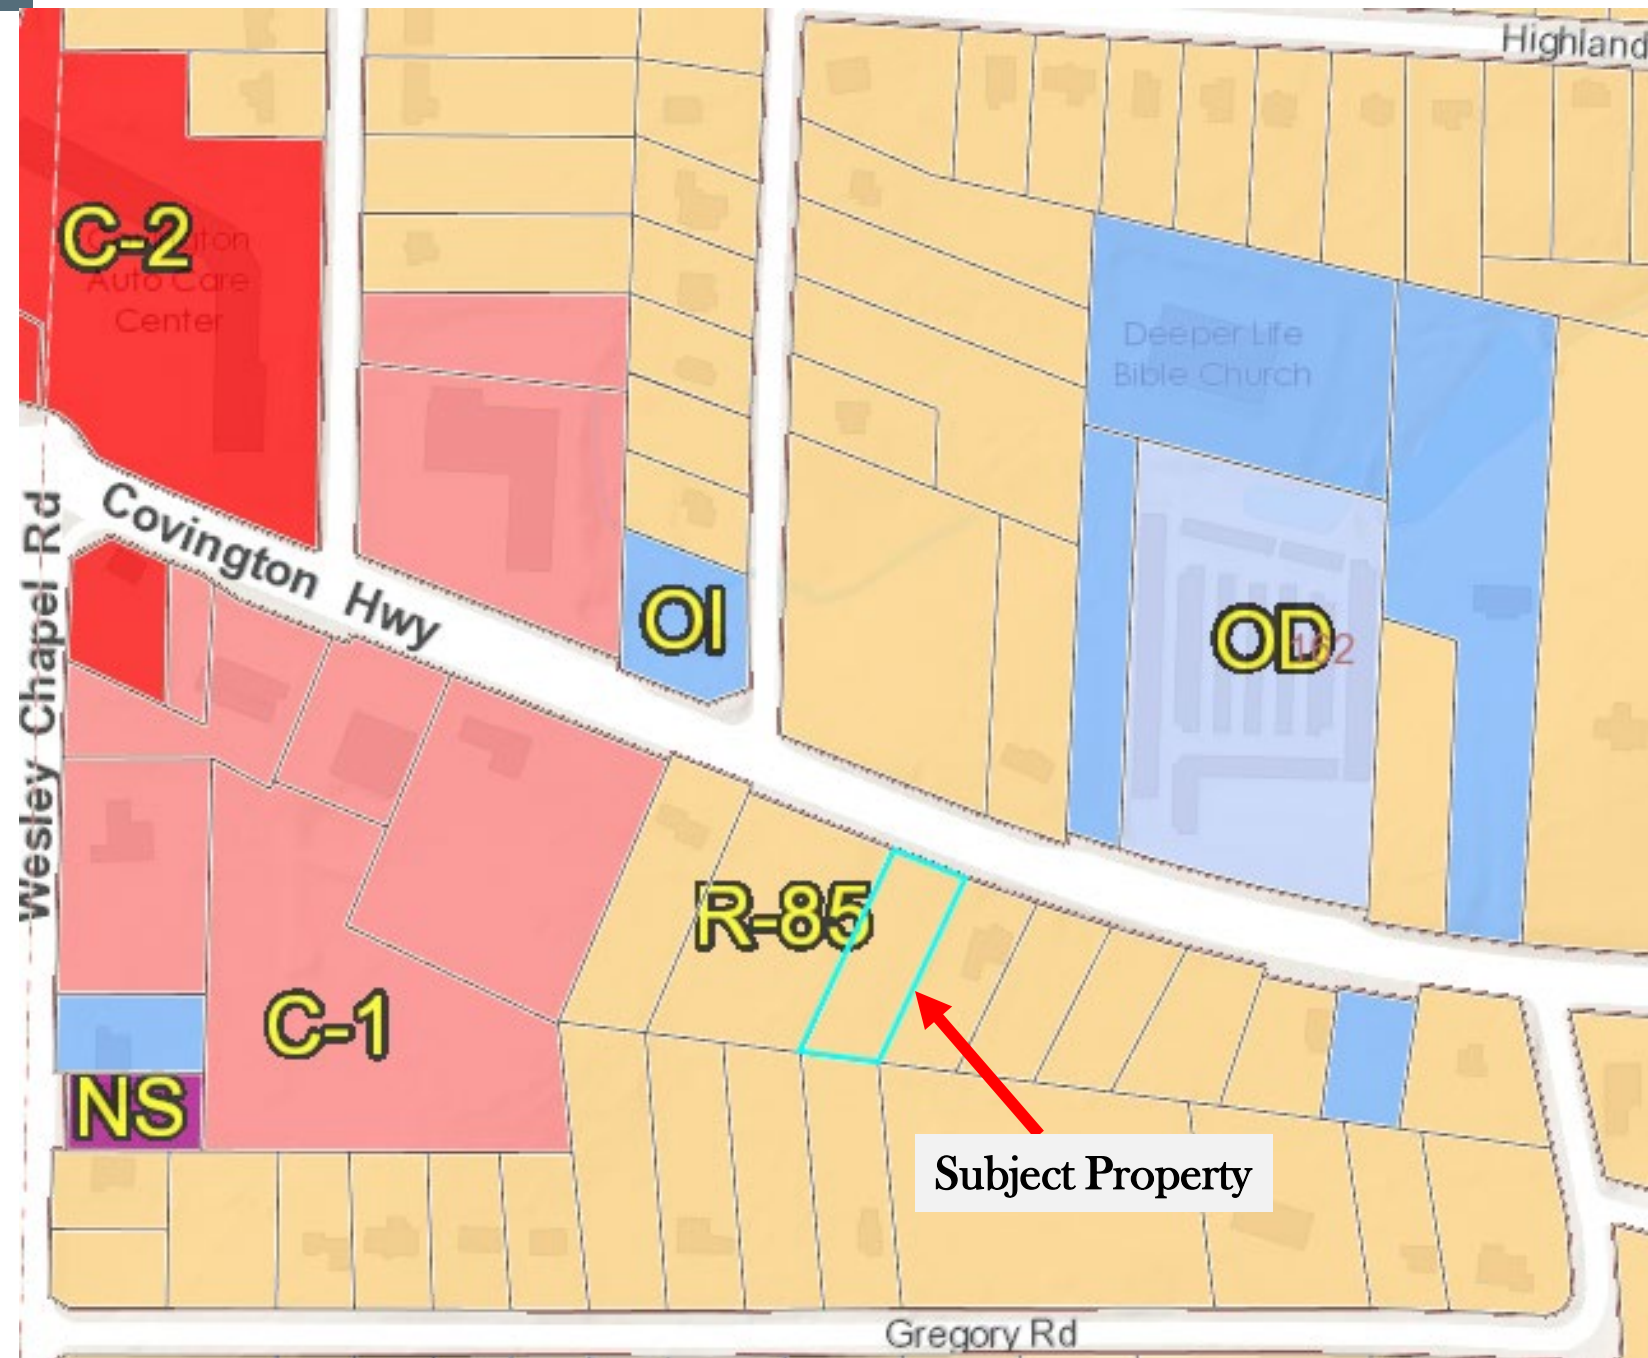 Highland
C-2
Auto Care
Center
Deeper Life
Bible Church
Covington Hwy
Wesley Chapel Rd
OI
OD
162
R-85
C-1
NS
Subject Property
Gregory Rd